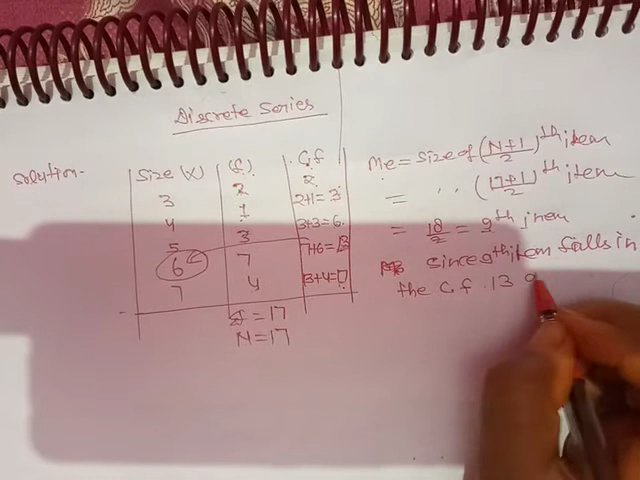 Discrete Series
Solution-
Size (x) (f) C.f
3 2 2
4 1 2+1=3
5 3 3+3=6
6 7 7+6=13
7 4 13+4=17
f = 17
N=17
Me = Size of (N+1/2)th item
= " (17+1/2)th item
= 18/2 = 9th item
since 9th item falls in
the C.f. 13